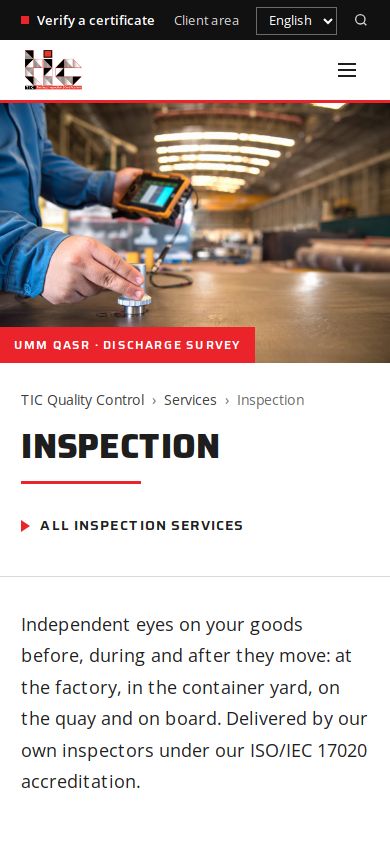 Verify a certificate
Client area
English
tic
UMM QASR · DISCHARGE SURVEY
TIC Quality Control › Services › Inspection
INSPECTION
ALL INSPECTION SERVICES
Independent eyes on your goods
before, during and after they move: at
the factory, in the container yard, on
the quay and on board. Delivered by our
own inspectors under our ISO/IEC 17020
accreditation.